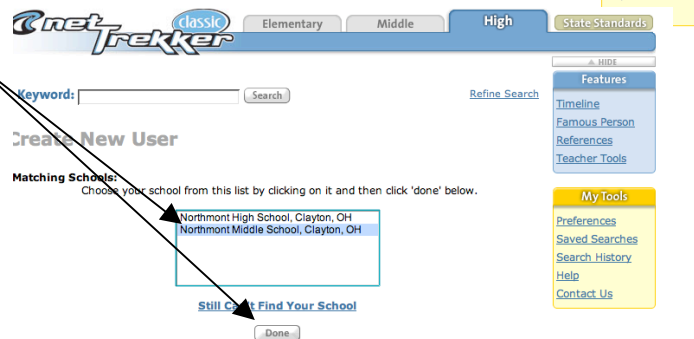 net Trekker classic
Elementary
Middle
High
State Standards
HIDE
Keyword:
Search
Refine Search
Features
Timeline
Famous Person
References
Teacher Tools
Create New User
Matching Schools:
Choose your school from this list by clicking on it and then click 'done' below.
Northmont High School, Clayton, OH
Northmont Middle School, Clayton, OH
Still Can't Find Your School
Done
My Tools
Preferences
Saved Searches
Search History
Help
Contact Us